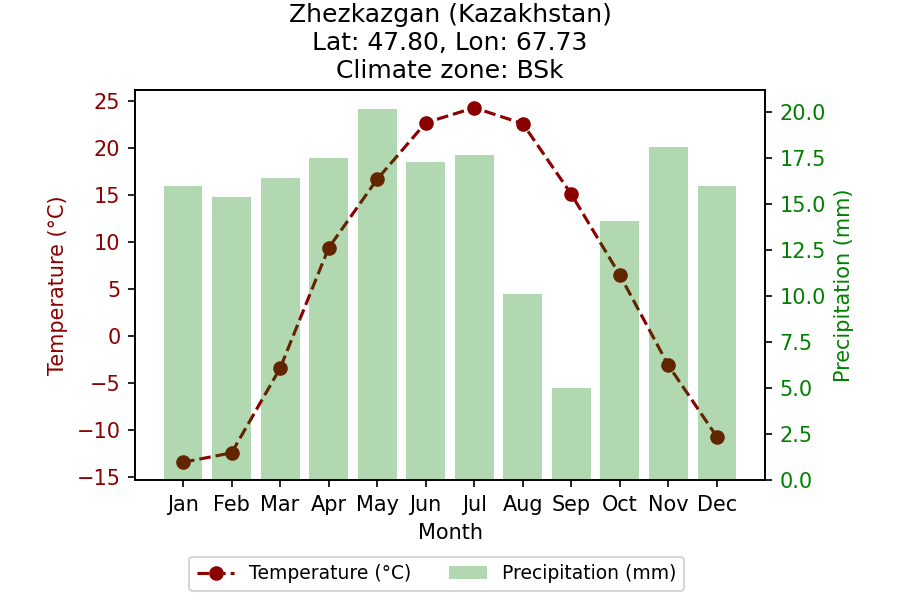 Zhezkazgan (Kazakhstan)
Lat: 47.80, Lon: 67.73
Climate zone: BSk
Temperature (°C)
25
20
15
10
5
0
−5
−10
−15
20.0
17.5
15.0
12.5
10.0
7.5
5.0
2.5
0.0
Precipitation (mm)
Jan Feb Mar Apr May Jun Jul Aug Sep Oct Nov Dec
Month
Temperature (°C) Precipitation (mm)